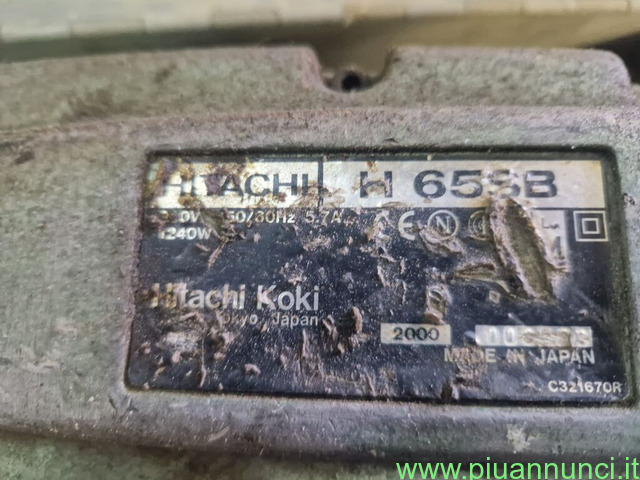 HITACHI H 65SB
50/60Hz 5.7A
1240W
Hitachi Koki
Tokyo, Japan
2000
MADE IN JAPAN
C321670R
www.piuannunci.it